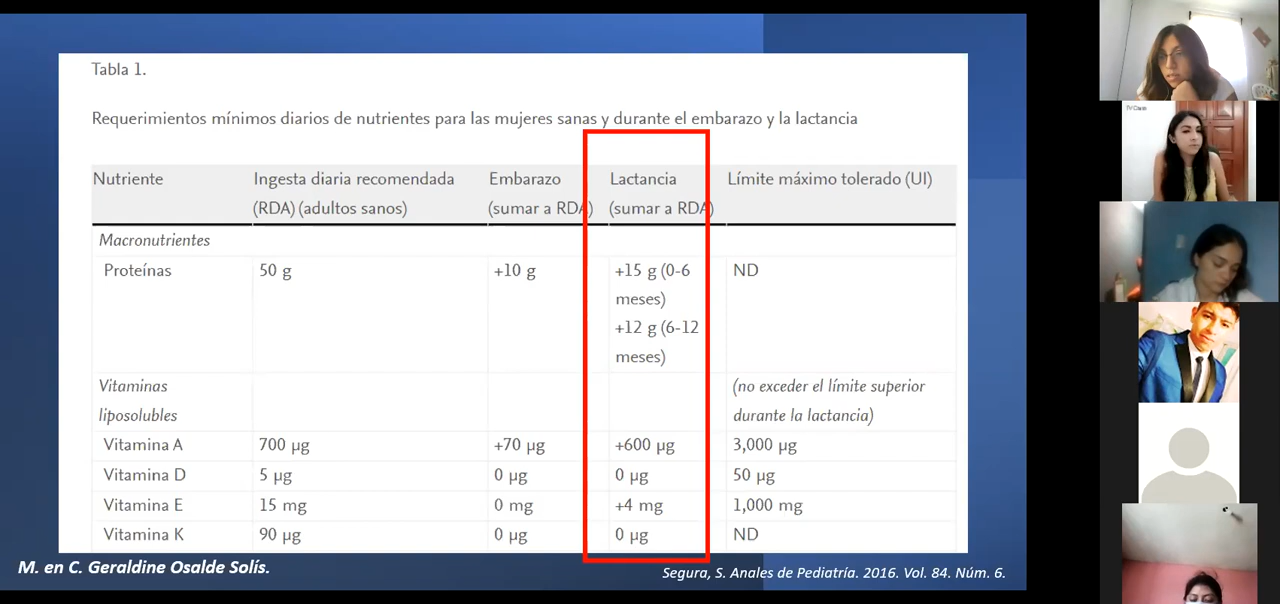 Tabla 1.
Requerimientos mínimos diarios de nutrientes para las mujeres sanas y durante el embarazo y la lactancia
Nutriente Ingesta diaria recomendada (RDA) (adultos sanos) Embarazo (sumar a RDA) Lactancia (sumar a RDA) Límite máximo tolerado (UI)
Macronutrientes
Proteínas 50 g +10 g +15 g (0-6 meses) +12 g (6-12 meses) ND
Vitaminas liposolubles (no exceder el límite superior durante la lactancia)
Vitamina A 700 µg +70 µg +600 µg 3,000 µg
Vitamina D 5 µg 0 µg 0 µg 50 µg
Vitamina E 15 mg 0 mg +4 mg 1,000 mg
Vitamina K 90 µg 0 µg 0 µg ND
M. en C. Geraldine Osalde Solís.
Segura, S. Anales de Pediatría. 2016. Vol. 84. Núm. 6.